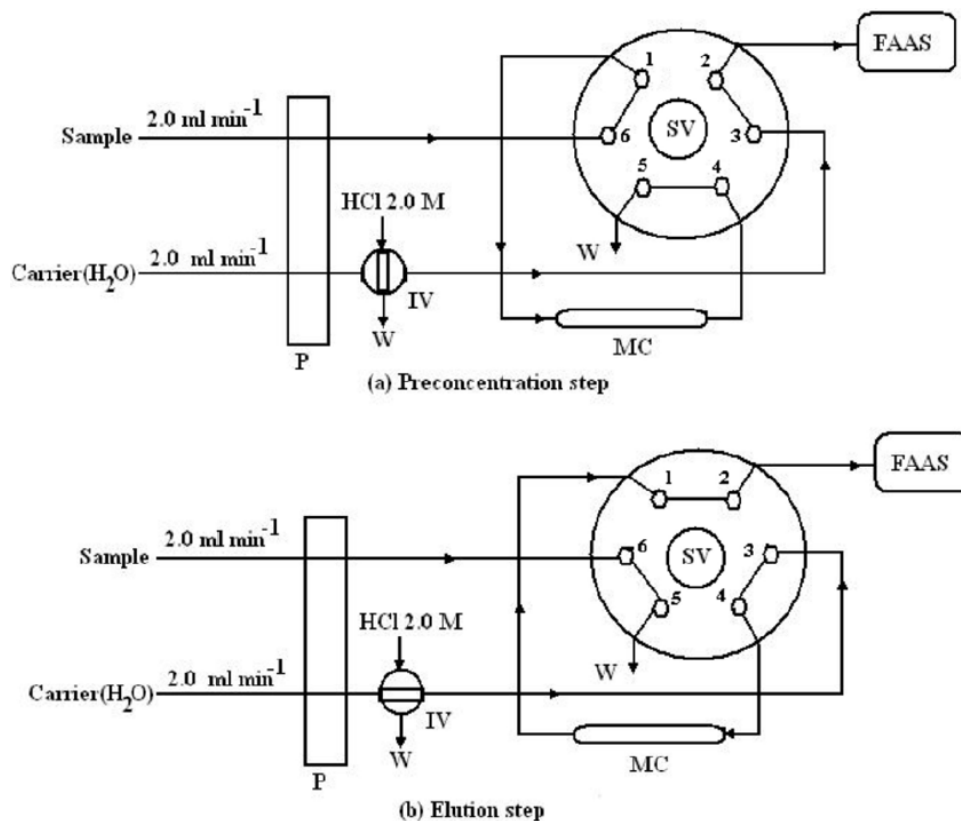 FAAS
1
2
2.0 ml min-1
Sample
6
SV
3
5
4
HCl 2.0 M
W
2.0 ml min-1
Carrier(H2O)
IV
W
MC
P
(a) Preconcentration step
FAAS
1
2
2.0 ml min-1
Sample
6
SV
3
5
4
HCl 2.0 M
W
2.0 ml min-1
Carrier(H2O)
IV
W
MC
P
(b) Elution step